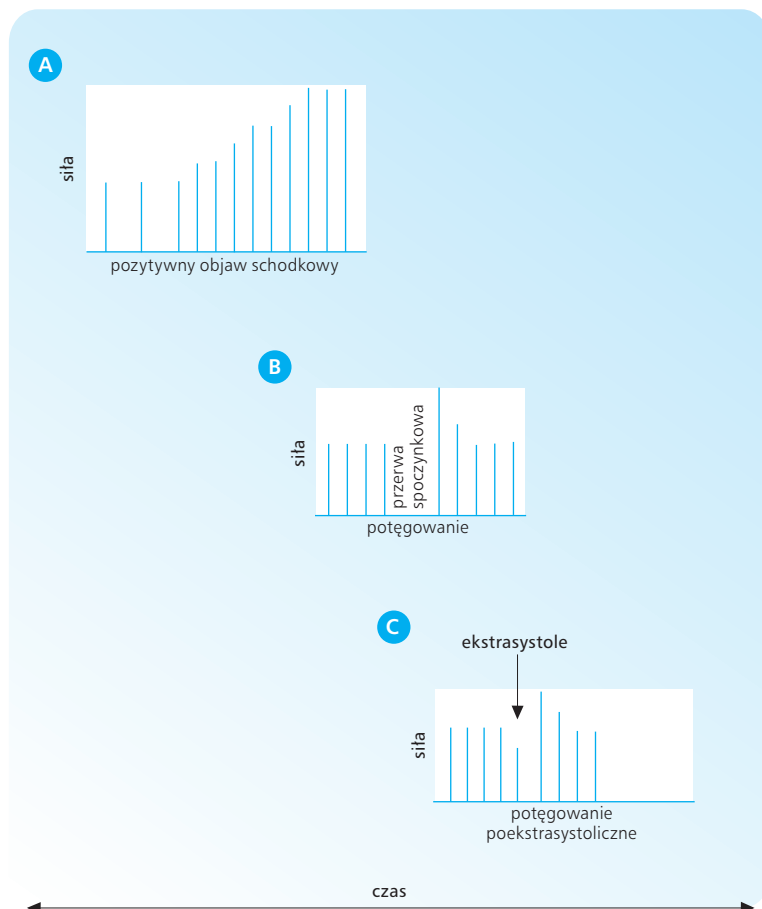 A
siła
pozytywny objaw schodkowy
B
siła
przerwa
spoczynkowa
potęgowanie
C
ekstrasystole
siła
potęgowanie
poekstrasystoliczne
czas